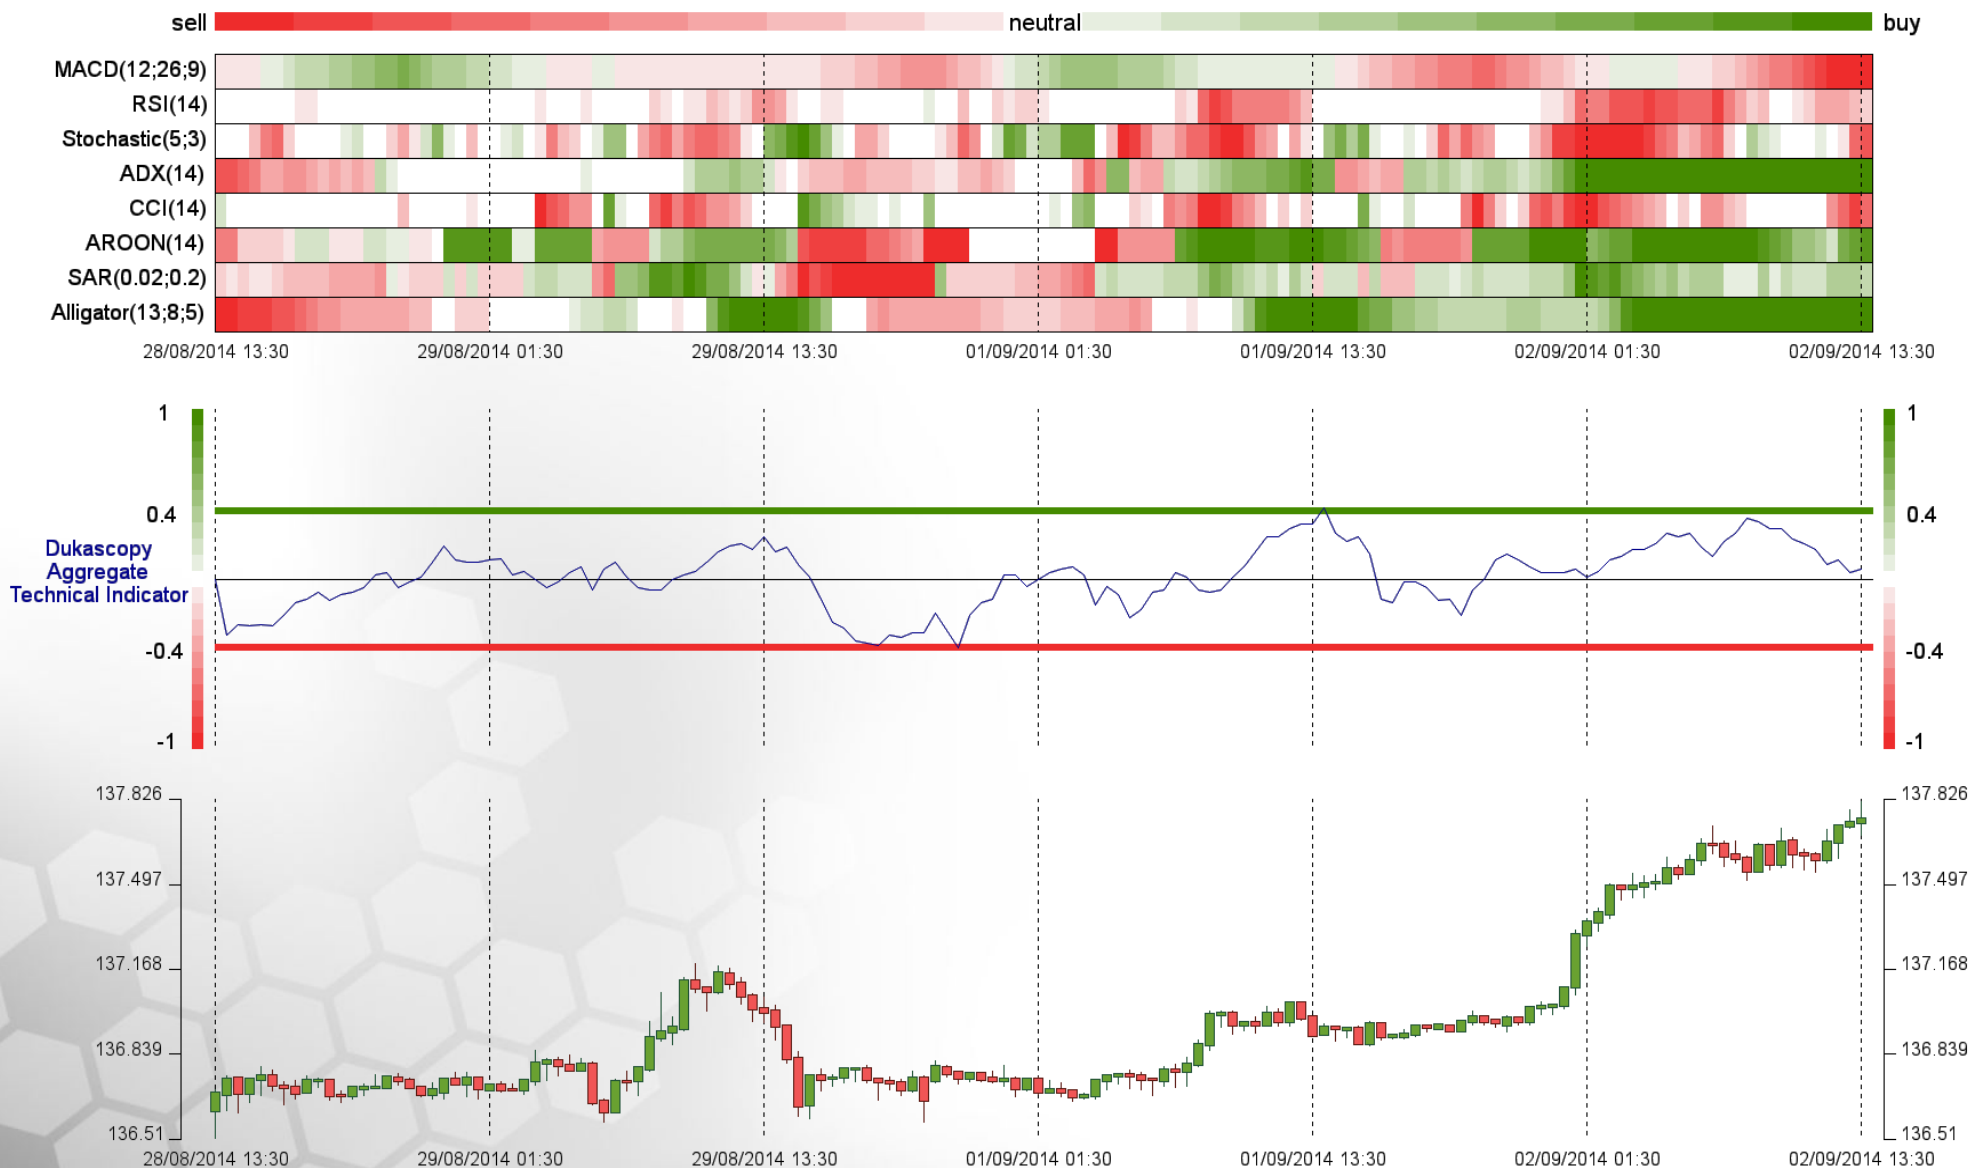 sell neutral buy
MACD(12;26;9)
RSI(14)
Stochastic(5;3)
ADX(14)
CCI(14)
AROON(14)
SAR(0.02;0.2)
Alligator(13;8;5)
28/08/2014 13:30 29/08/2014 01:30 29/08/2014 13:30 01/09/2014 01:30 01/09/2014 13:30 02/09/2014 01:30 02/09/2014 13:30
1 1
0.4 0.4
Dukascopy
Aggregate
Technical Indicator
-0.4 -0.4
-1 -1
137.826 137.826
137.497 137.497
137.168 137.168
136.839 136.839
136.51 136.51
28/08/2014 13:30 29/08/2014 01:30 29/08/2014 13:30 01/09/2014 01:30 01/09/2014 13:30 02/09/2014 01:30 02/09/2014 13:30